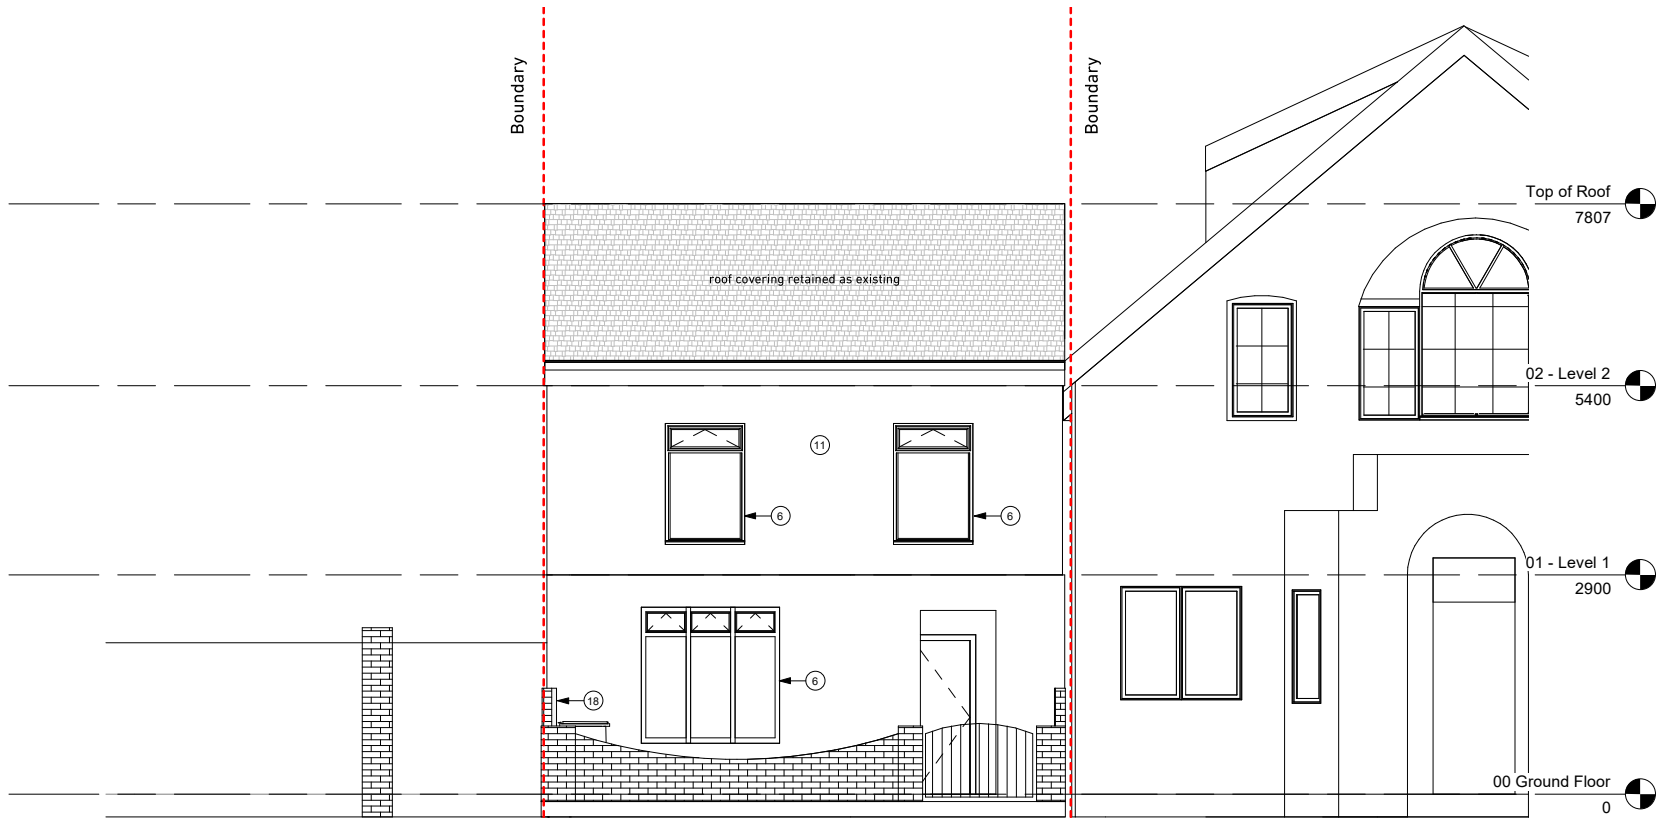 Boundary
Boundary
Top of Roof
7807
roof covering retained as existing
02 - Level 2
5400
11
6
6
01 - Level 1
2900
6
18
00 Ground Floor
0